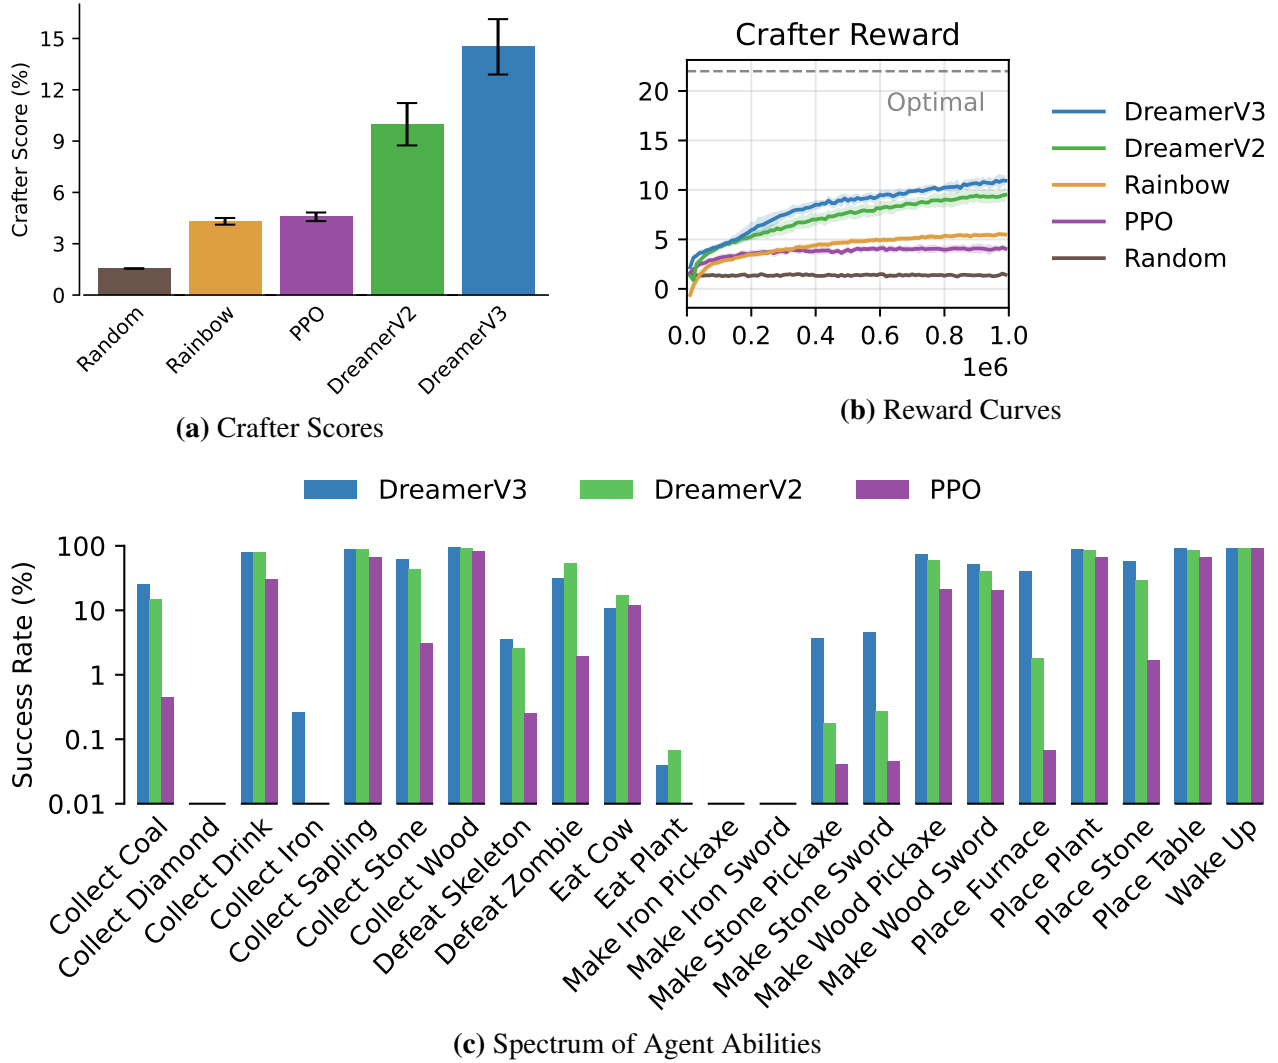 Crafter Score (%)
15
12
9
6
3
0
Random
Rainbow
PPO
DreamerV2
DreamerV3
(a) Crafter Scores
Crafter Reward
20
15
10
5
0
Optimal
0.0 0.2 0.4 0.6 0.8 1.0
1e6
DreamerV3
DreamerV2
Rainbow
PPO
Random
(b) Reward Curves
DreamerV3 DreamerV2 PPO
Success Rate (%)
100
10
1
0.1
0.01
Collect Coal
Collect Diamond
Collect Drink
Collect Iron
Collect Sapling
Collect Stone
Collect Wood
Defeat Skeleton
Defeat Zombie
Eat Cow
Eat Plant
Make Iron Pickaxe
Make Iron Sword
Make Stone Pickaxe
Make Stone Sword
Make Wood Pickaxe
Make Wood Sword
Place Furnace
Place Plant
Place Stone
Place Table
Wake Up
(c) Spectrum of Agent Abilities